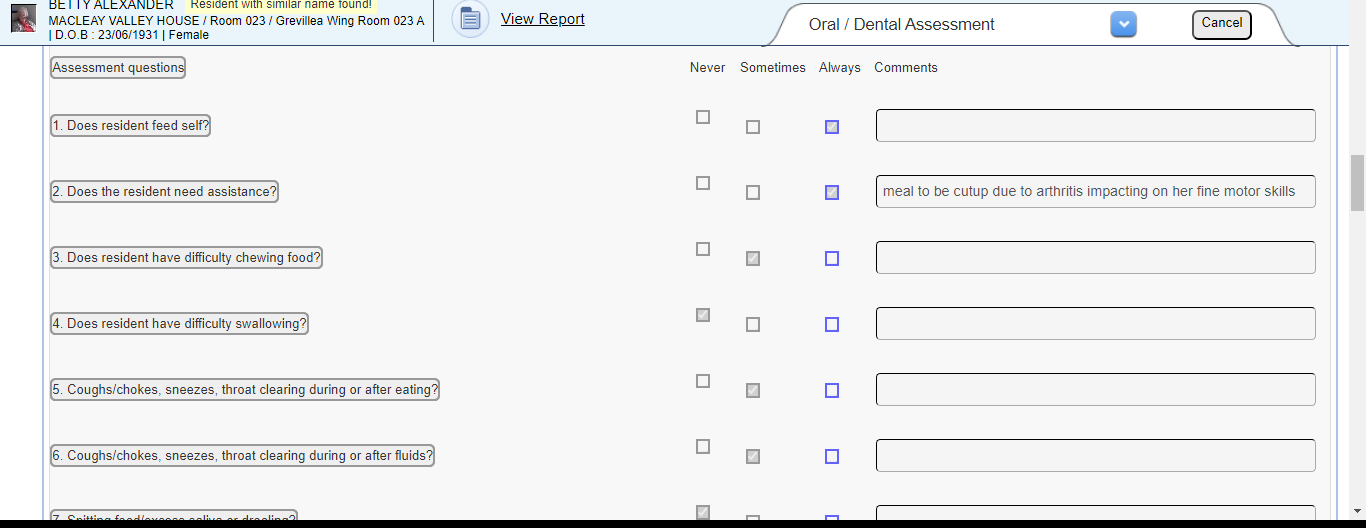 BETTY ALEXANDER Resident with similar name found!
MACLEAY VALLEY HOUSE / Room 023 / Grevillea Wing Room 023 A
| D.O.B : 23/06/1931 | Female
View Report
Oral / Dental Assessment
Cancel
Assessment questions Never Sometimes Always Comments
1. Does resident feed self?
2. Does the resident need assistance? meal to be cutup due to arthritis impacting on her fine motor skills
3. Does resident have difficulty chewing food?
4. Does resident have difficulty swallowing?
5. Coughs/chokes, sneezes, throat clearing during or after eating?
6. Coughs/chokes, sneezes, throat clearing during or after fluids?
7. Spitting food/excess saliva or drooling?